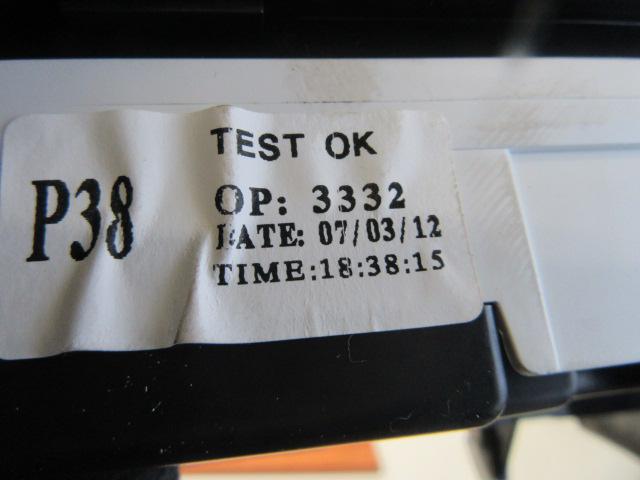 TEST OK
P38
OP: 3332
DATE: 07/03/12
TIME:18:38:15